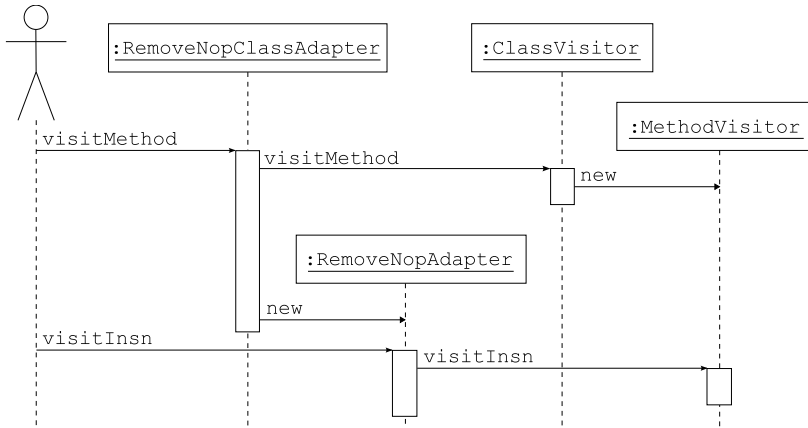 :RemoveNopClassAdapter
:ClassVisitor
:MethodVisitor
visitMethod
visitMethod
new
:RemoveNopAdapter
new
visitInsn
visitInsn